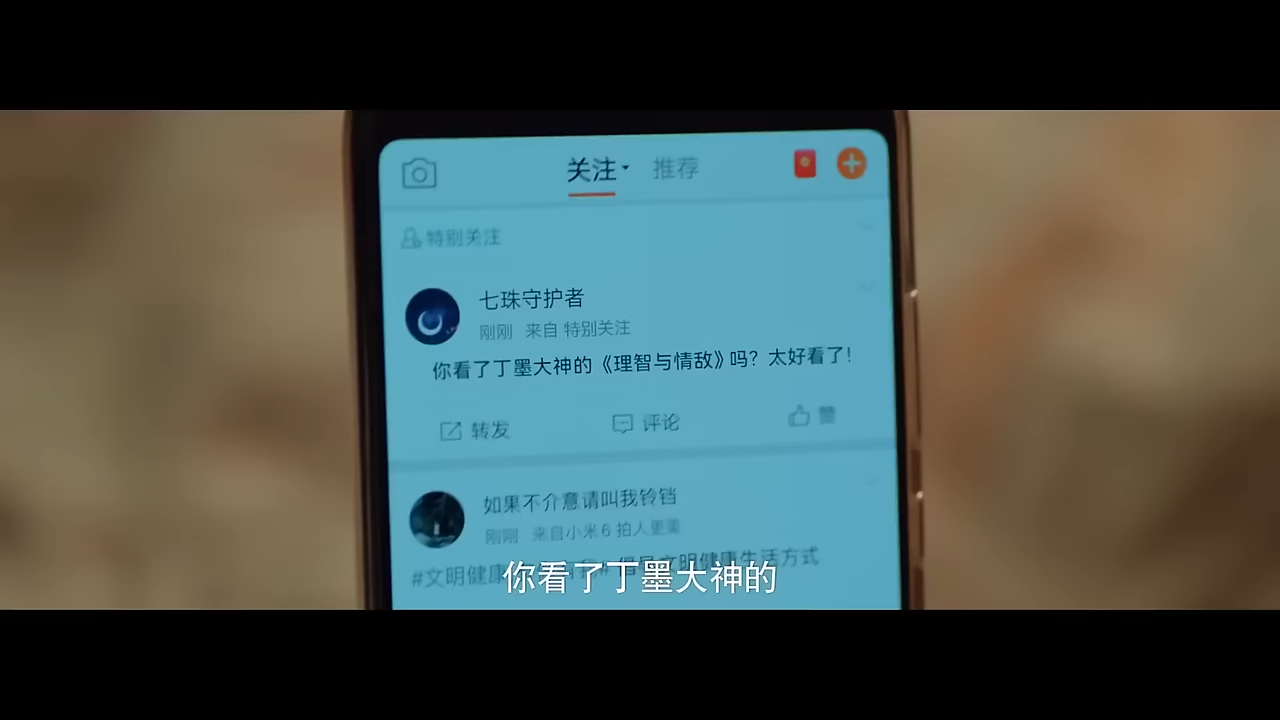 关注 推荐
特别关注
七珠守护者
刚刚 来自 特别关注
你看了丁墨大神的《理智与情敌》吗？太好看了！
转发 评论 赞
如果不介意请叫我铃铛
刚刚 来自小米6 拍人更美
#文明健康 倡导文明健康生活方式
你看了丁墨大神的